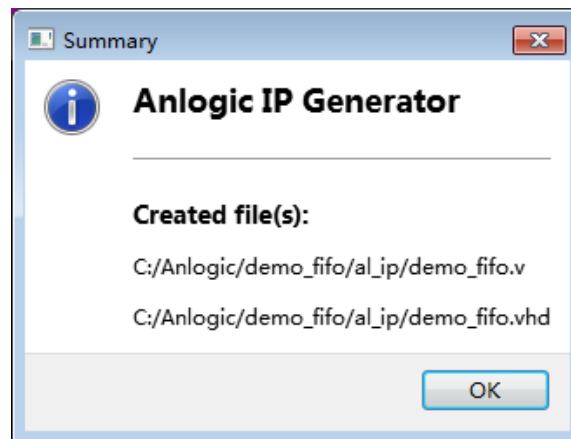 Summary
Anlogic IP Generator
Created file(s):
C:/Anlogic/demo_fifo/al_ip/demo_fifo.v
C:/Anlogic/demo_fifo/al_ip/demo_fifo.vhd
OK